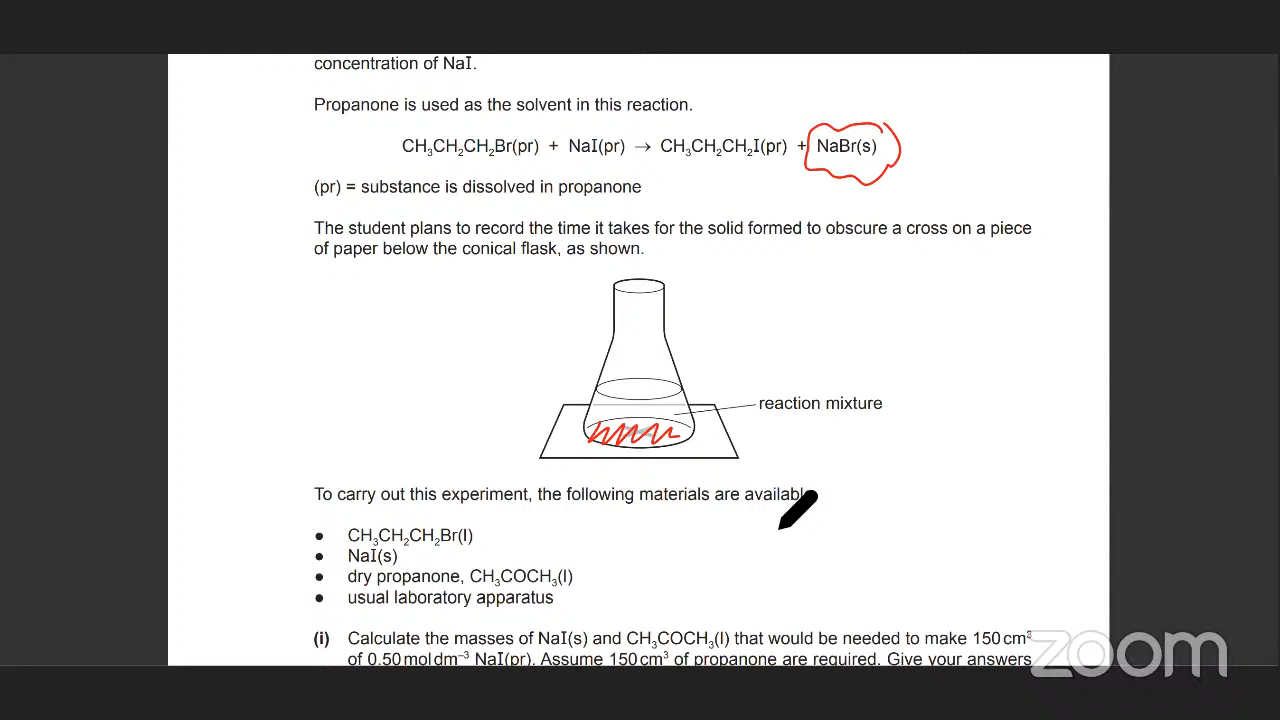 concentration of NaI.
Propanone is used as the solvent in this reaction.
CH₃CH₂CH₂Br(pr) + NaI(pr) → CH₃CH₂CH₂I(pr) + NaBr(s)
(pr) = substance is dissolved in propanone
The student plans to record the time it takes for the solid formed to obscure a cross on a piece
of paper below the conical flask, as shown.
reaction mixture
To carry out this experiment, the following materials are availabl
● CH₃CH₂CH₂Br(l)
● NaI(s)
● dry propanone, CH₃COCH₃(l)
● usual laboratory apparatus
(i) Calculate the masses of NaI(s) and CH₃COCH₃(l) that would be needed to make 150 cm³
of 0.50 mol dm⁻³ NaI(pr). Assume 150 cm³ of propanone are required. Give your answers
zoom